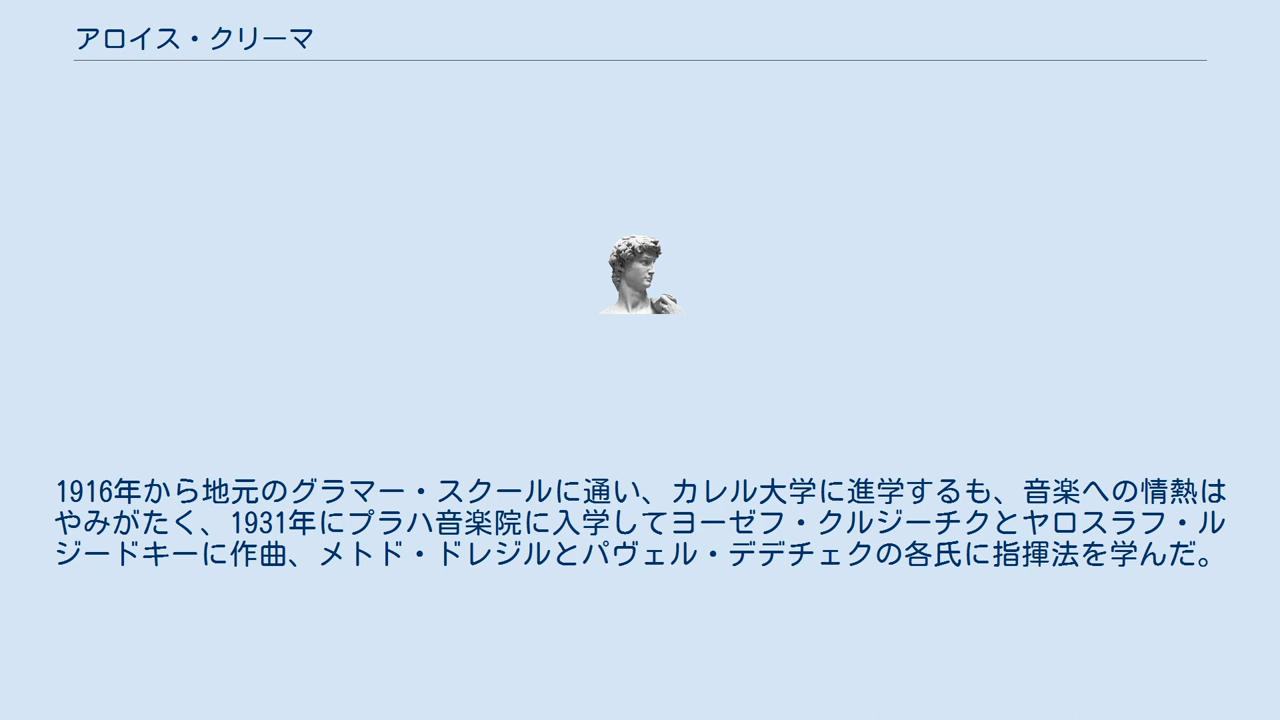 アロイス・クリーマ
1916年から地元のグラマー・スクールに通い、カレル大学に進学するも、音楽への情熱は
やみがたく、1931年にプラハ音楽院に入学してヨーゼフ・クルジーチクとヤロスラフ・ル
ジードキーに作曲、メトド・ドレジルとパヴェル・デデチェクの各氏に指揮法を学んだ。